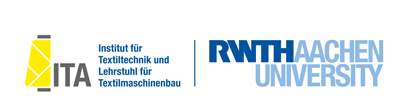 ITA
Institut für
Textiltechnik und
Lehrstuhl für
Textilmaschinenbau
RWTHAACHEN
UNIVERSITY